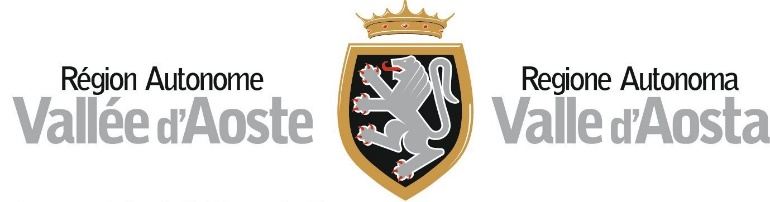 Région Autonome
Vallée d'Aoste
Regione Autonoma
Valle d'Aosta